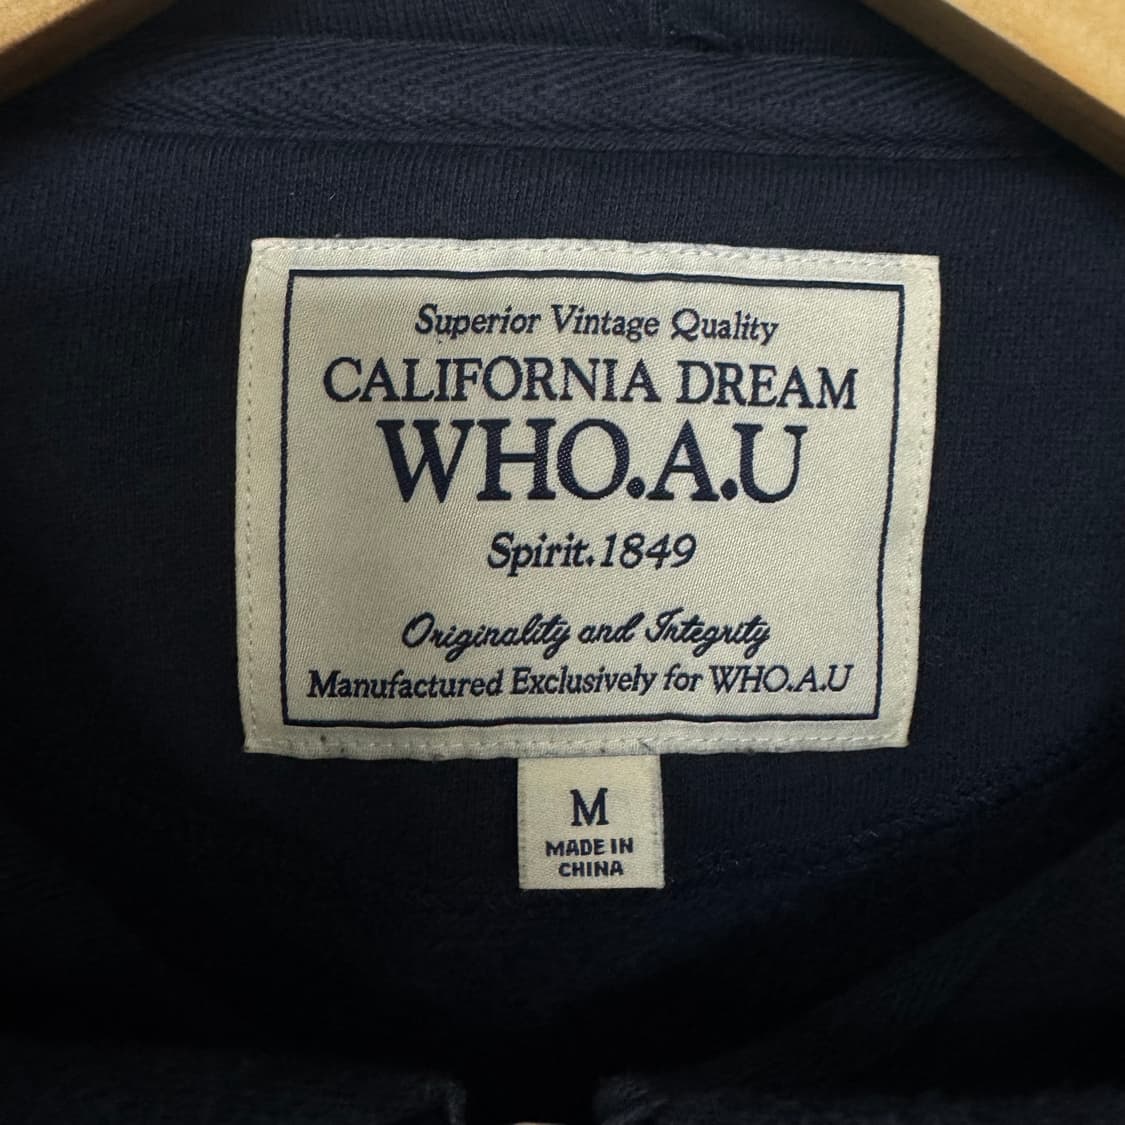 Superior Vintage Quality
CALIFORNIA DREAM
WHO.A.U
Spirit.1849
Originality and Integrity
Manufactured Exclusively for WHO.A.U
M
MADE IN
CHINA